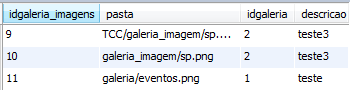 idgaleria_imagens pasta idgaleria descricao
9 TCC/galeria_imagem/sp.... 2 teste3
10 galeria_imagem/sp.png 2 teste3
11 galeria/eventos.png 1 teste